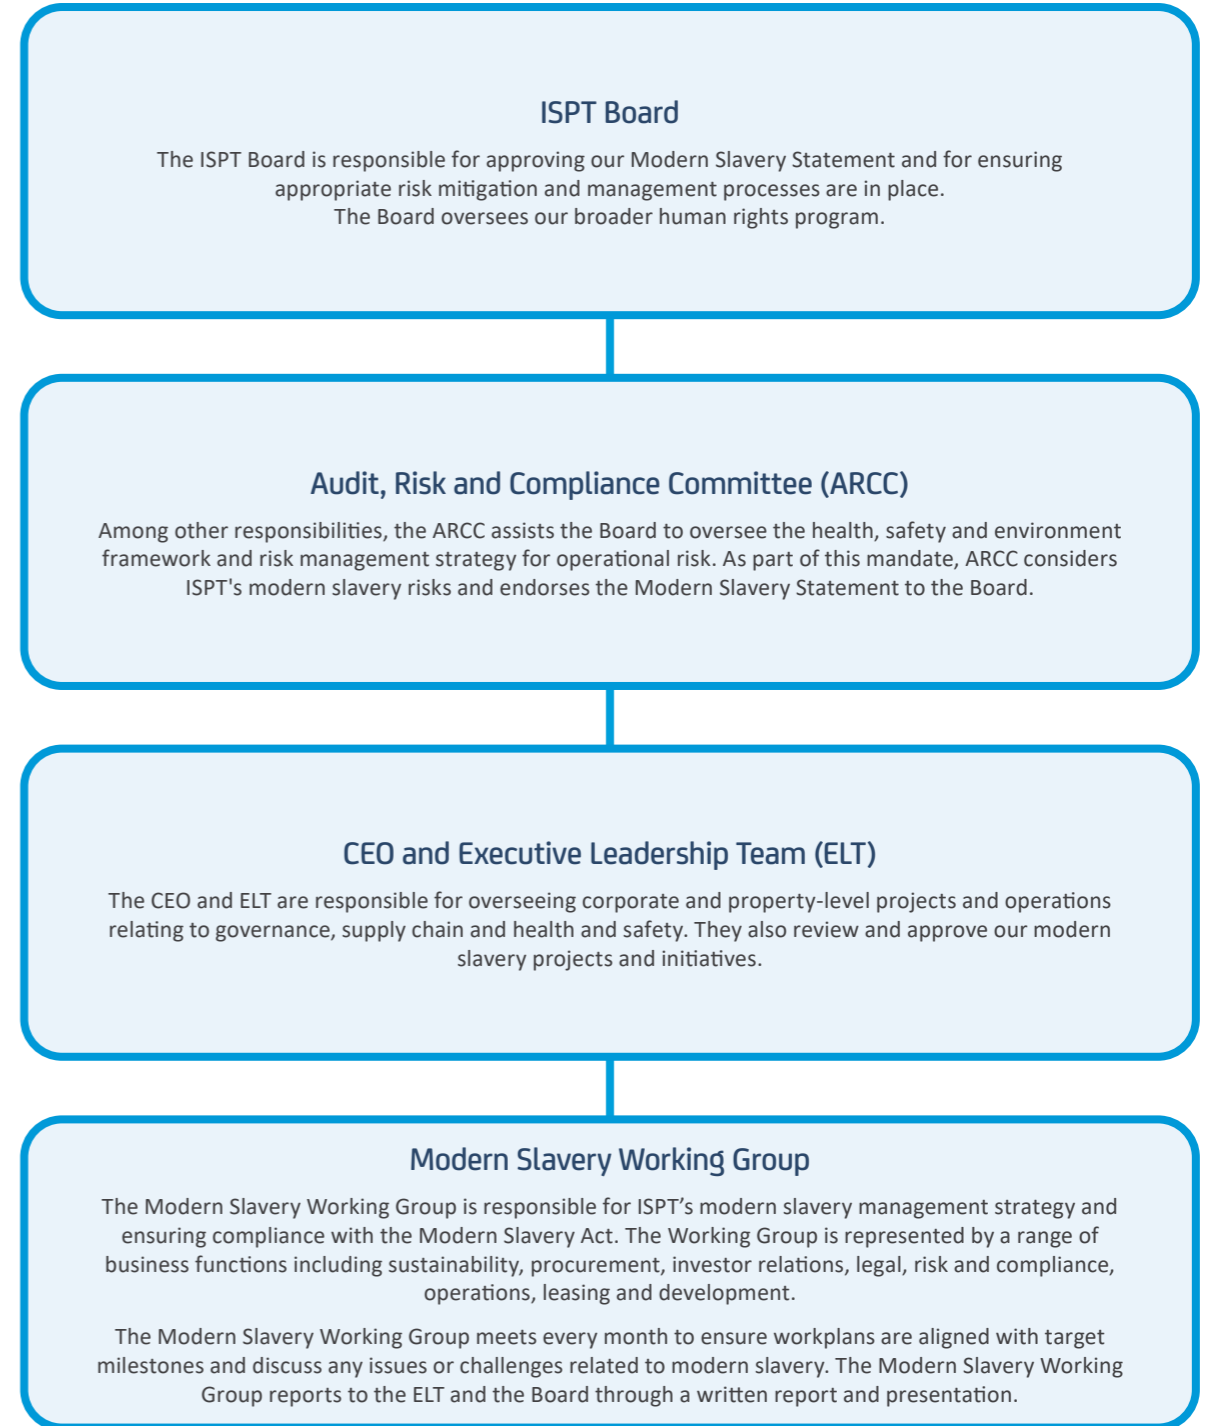 ISPT Board
The ISPT Board is responsible for approving our Modern Slavery Statement and for ensuring
appropriate risk mitigation and management processes are in place.
The Board oversees our broader human rights program.
Audit, Risk and Compliance Committee (ARCC)
Among other responsibilities, the ARCC assists the Board to oversee the health, safety and environment
framework and risk management strategy for operational risk. As part of this mandate, ARCC considers
ISPT's modern slavery risks and endorses the Modern Slavery Statement to the Board.
CEO and Executive Leadership Team (ELT)
The CEO and ELT are responsible for overseeing corporate and property-level projects and operations
relating to governance, supply chain and health and safety. They also review and approve our modern
slavery projects and initiatives.
Modern Slavery Working Group
The Modern Slavery Working Group is responsible for ISPT’s modern slavery management strategy and
ensuring compliance with the Modern Slavery Act. The Working Group is represented by a range of
business functions including sustainability, procurement, investor relations, legal, risk and compliance,
operations, leasing and development.
The Modern Slavery Working Group meets every month to ensure workplans are aligned with target
milestones and discuss any issues or challenges related to modern slavery. The Modern Slavery Working
Group reports to the ELT and the Board through a written report and presentation.